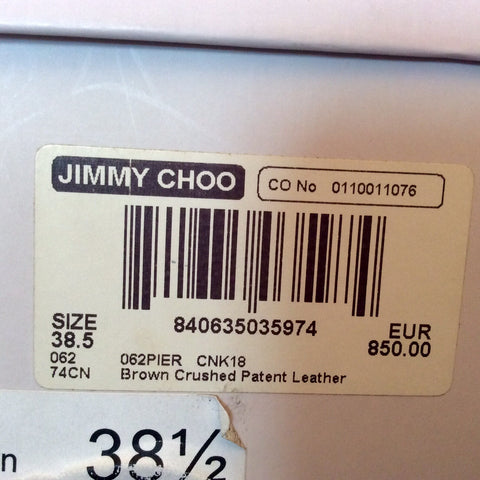 JIMMY CHOO
CO No 0110011076
840635035974
SIZE
38.5
EUR
850.00
062 062PIER CNK18
74CN Brown Crushed Patent Leather
n 38½